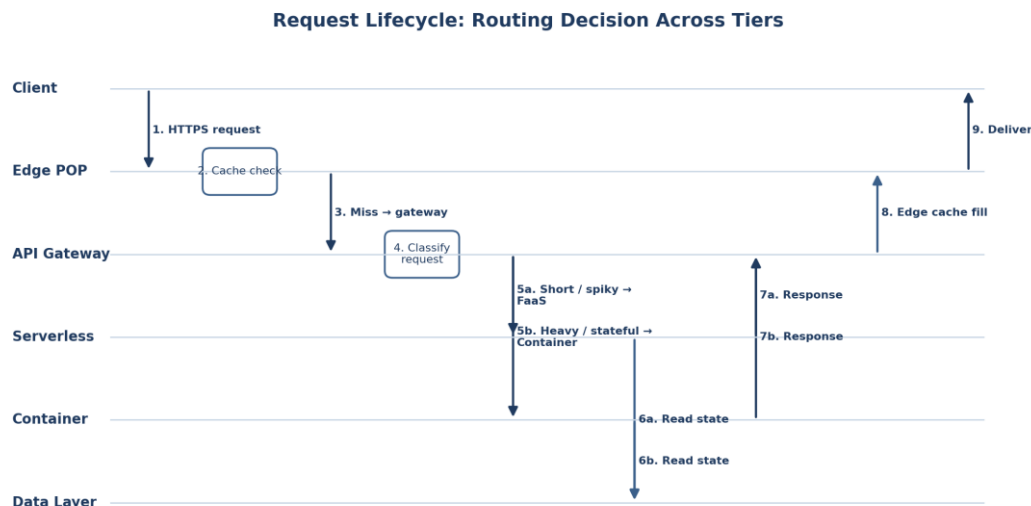 Request Lifecycle: Routing Decision Across Tiers
Client
1. HTTPS request
9. Deliver
Edge POP
2. Cache check
3. Miss → gateway
8. Edge cache fill
API Gateway
4. Classify
request
5a. Short / spiky →
FaaS
7a. Response
Serverless
5b. Heavy / stateful →
Container
7b. Response
Container
6a. Read state
6b. Read state
Data Layer